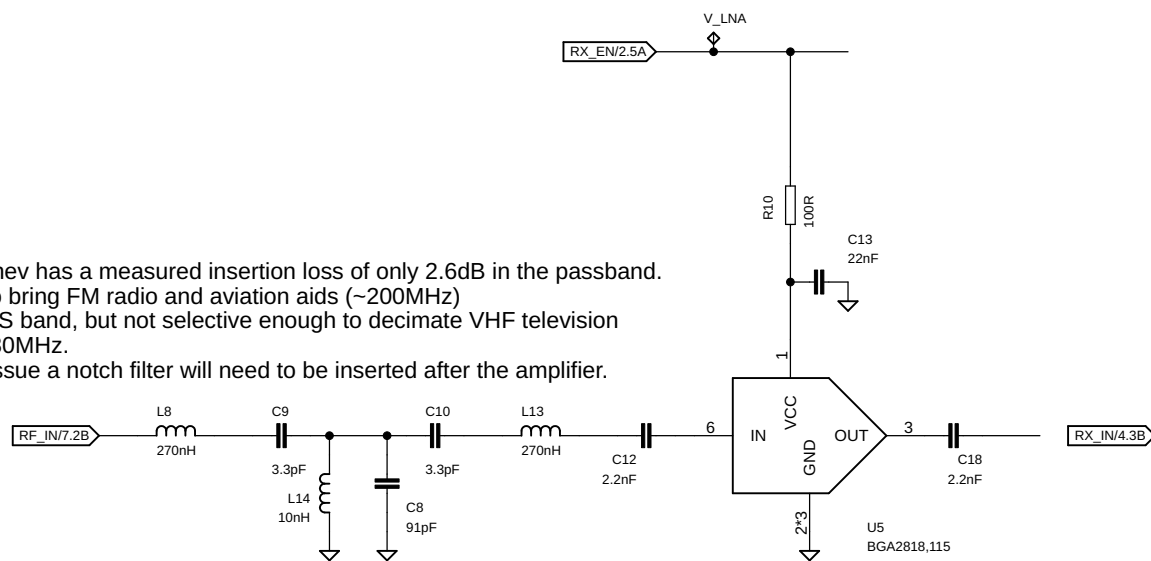 V_LNA
RX_EN/2.5A
R10
100R
C13
22nF
has a measured insertion loss of only 2.6dB in the passband.
bring FM radio and aviation aids (~200MHz)
S band, but not selective enough to decimate VHF television
30MHz.
ssue a notch filter will need to be inserted after the amplifier.
1
L8
C9
C10
L13
RF_IN/7.2B
6
IN
VCC
GND
OUT
3
RX_IN/4.3B
270nH
3.3pF
3.3pF
270nH
C12
2.2nF
C18
2.2nF
L14
10nH
C8
91pF
2*3
U5
BGA2818,115